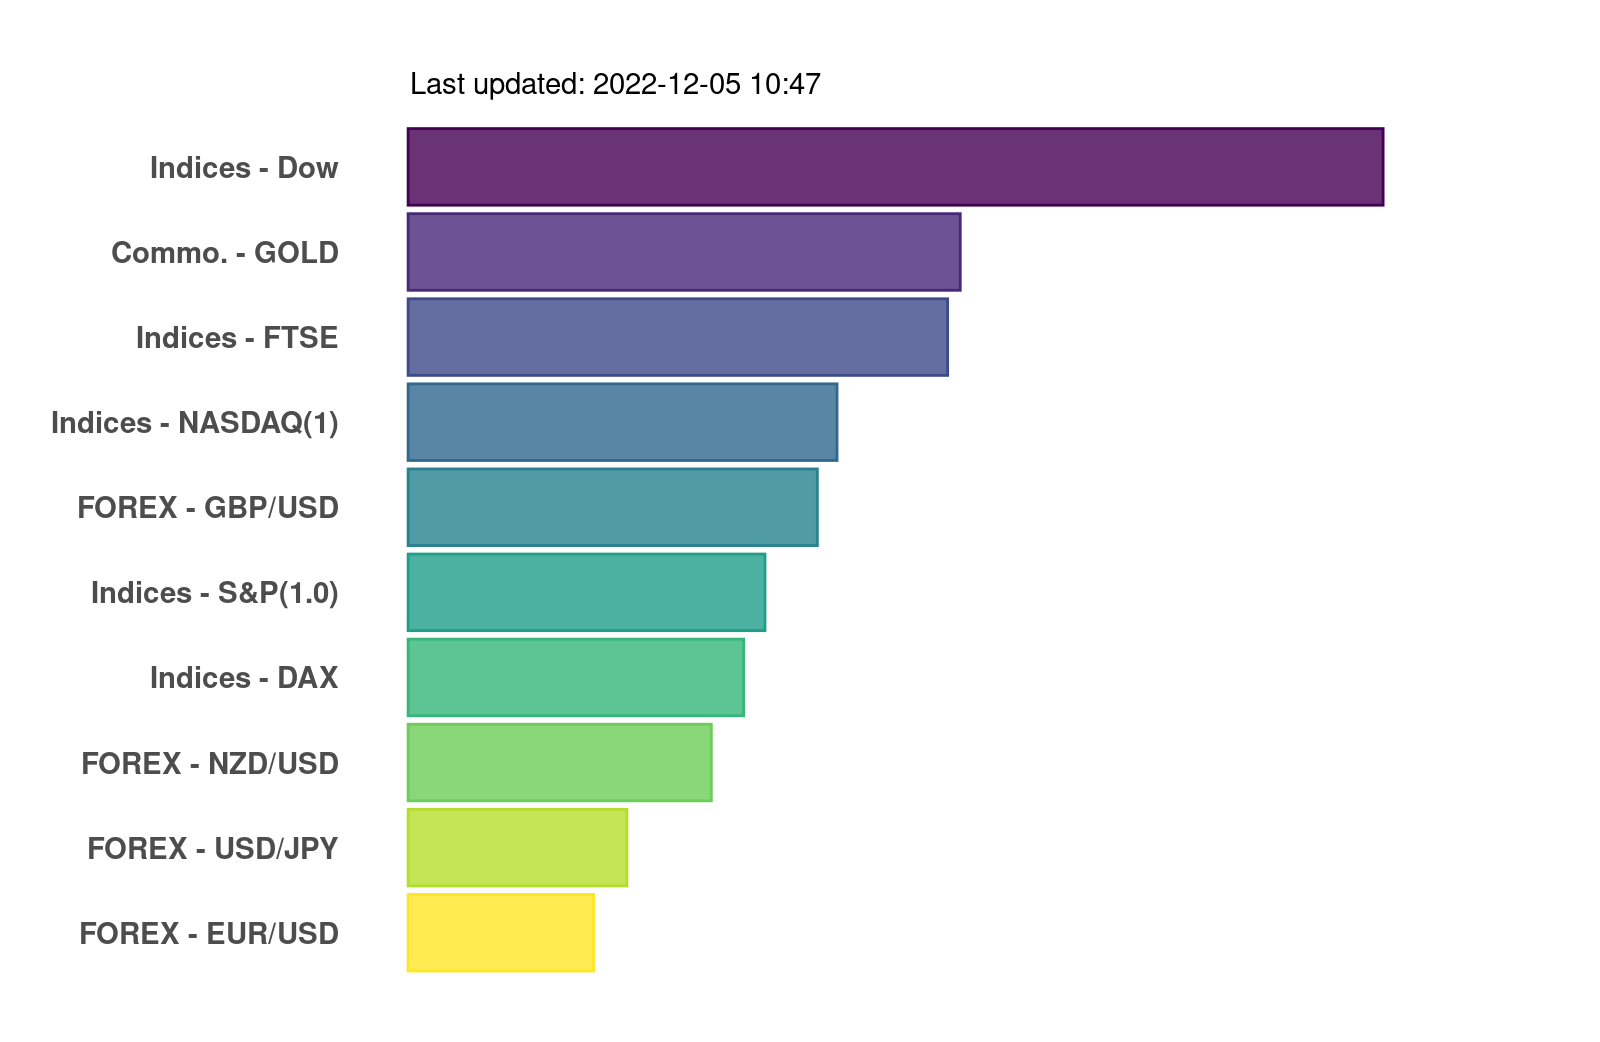 Last updated: 2022-12-05 10:47
Indices - Dow
Commo. - GOLD
Indices - FTSE
Indices - NASDAQ(1)
FOREX - GBP/USD
Indices - S&P(1.0)
Indices - DAX
FOREX - NZD/USD
FOREX - USD/JPY
FOREX - EUR/USD